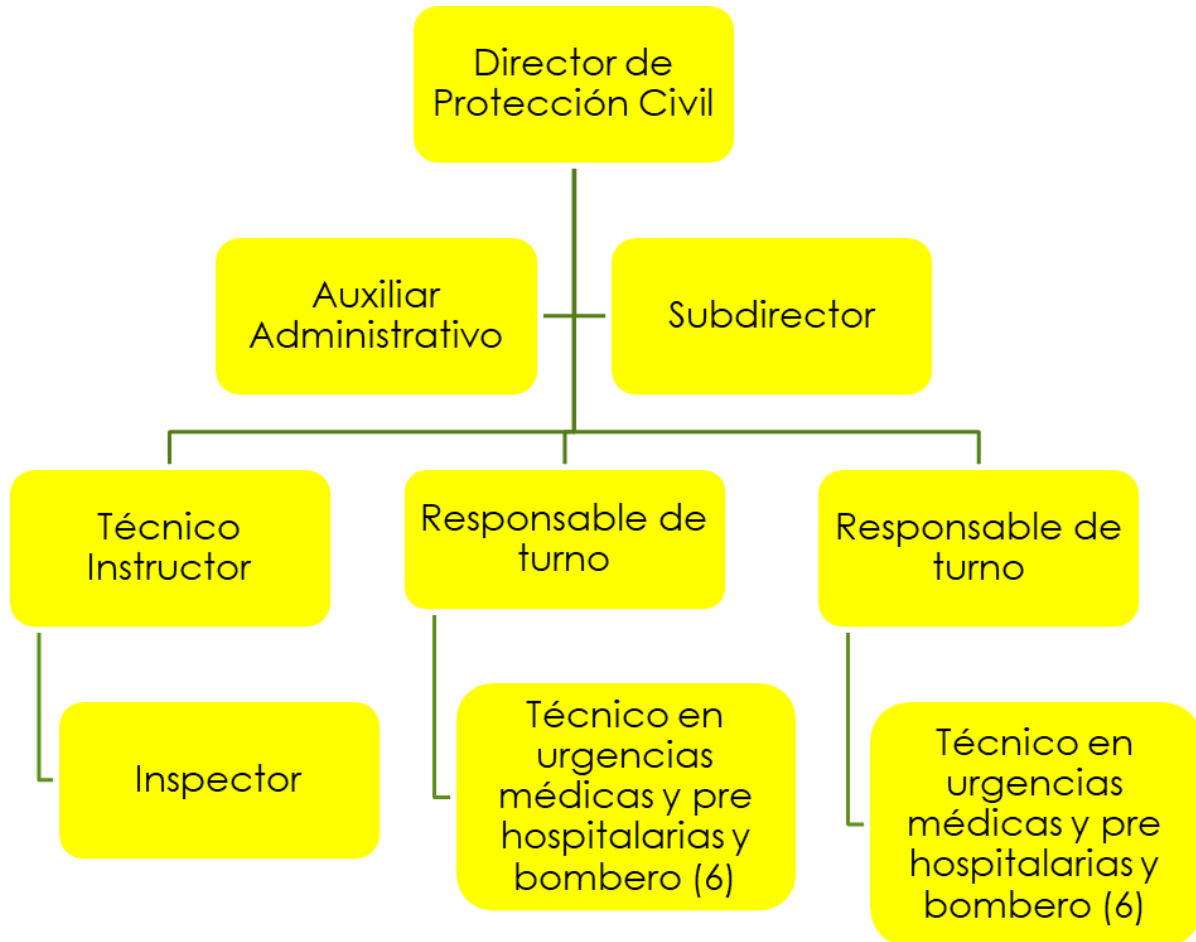 Director de
Protección Civil
Auxiliar
Administrativo
Subdirector
Técnico
Instructor
Responsable de
turno
Responsable de
turno
Inspector
Técnico en
urgencias
médicas y pre
hospitalarias y
bombero (6)
Técnico en
urgencias
médicas y pre
hospitalarias y
bombero (6)